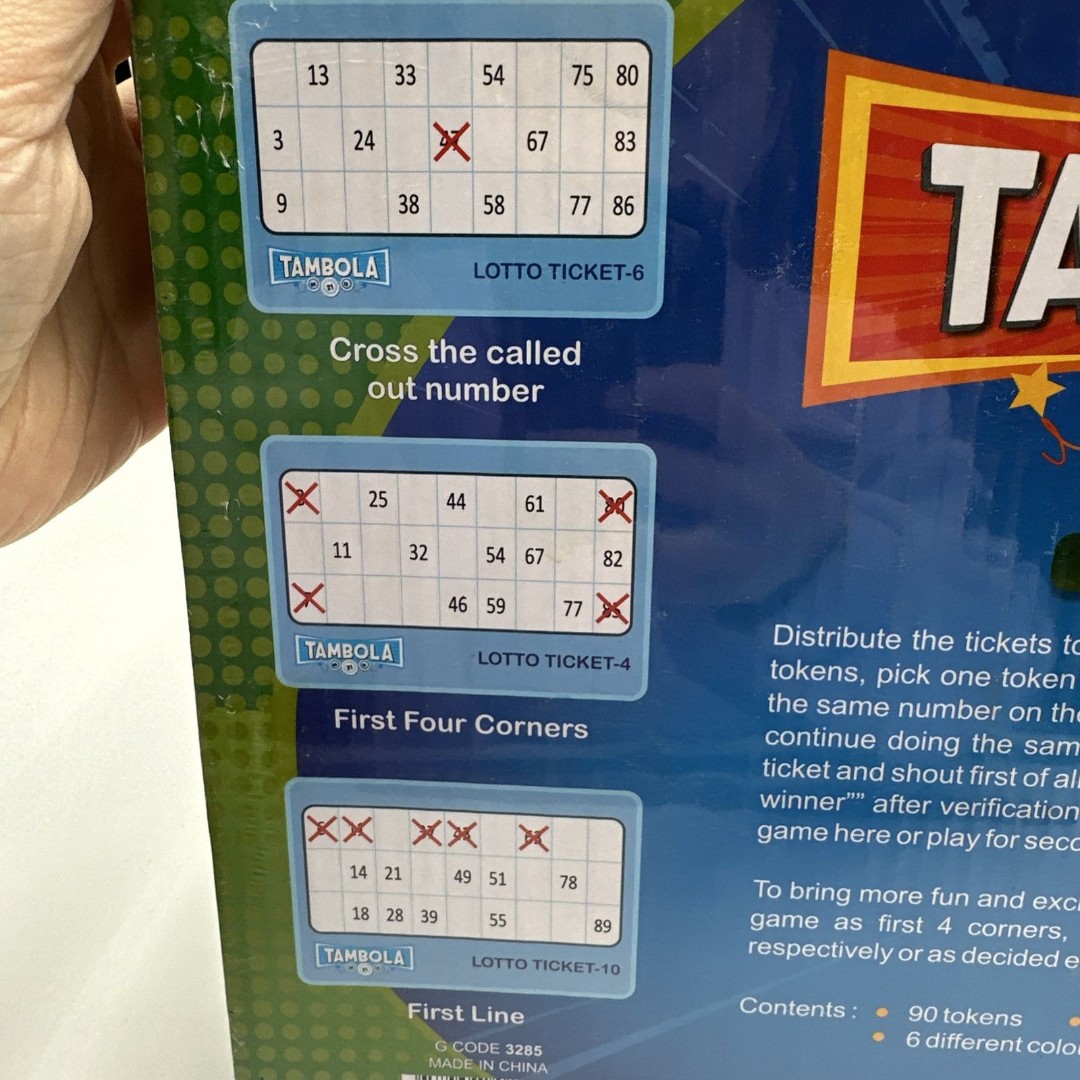 13 33 54 75 80
3 24 47 67 83
9 38 58 77 86
TAMBOLA
LOTTO TICKET-6
Cross the called
out number
25 44 61
11 32 54 67 82
46 59 77
TAMBOLA
LOTTO TICKET-4
First Four Corners
14 21 49 51 78
18 28 39 55 89
TAMBOLA
LOTTO TICKET-10
First Line
G CODE 3285
MADE IN CHINA
TA
Distribute the tickets to
tokens, pick one token
the same number on the
continue doing the sam
ticket and shout first of all
winner”” after verification
game here or play for seco
To bring more fun and exci
game as first 4 corners,
respectively or as decided e
Contents : • 90 tokens •
• 6 different colou